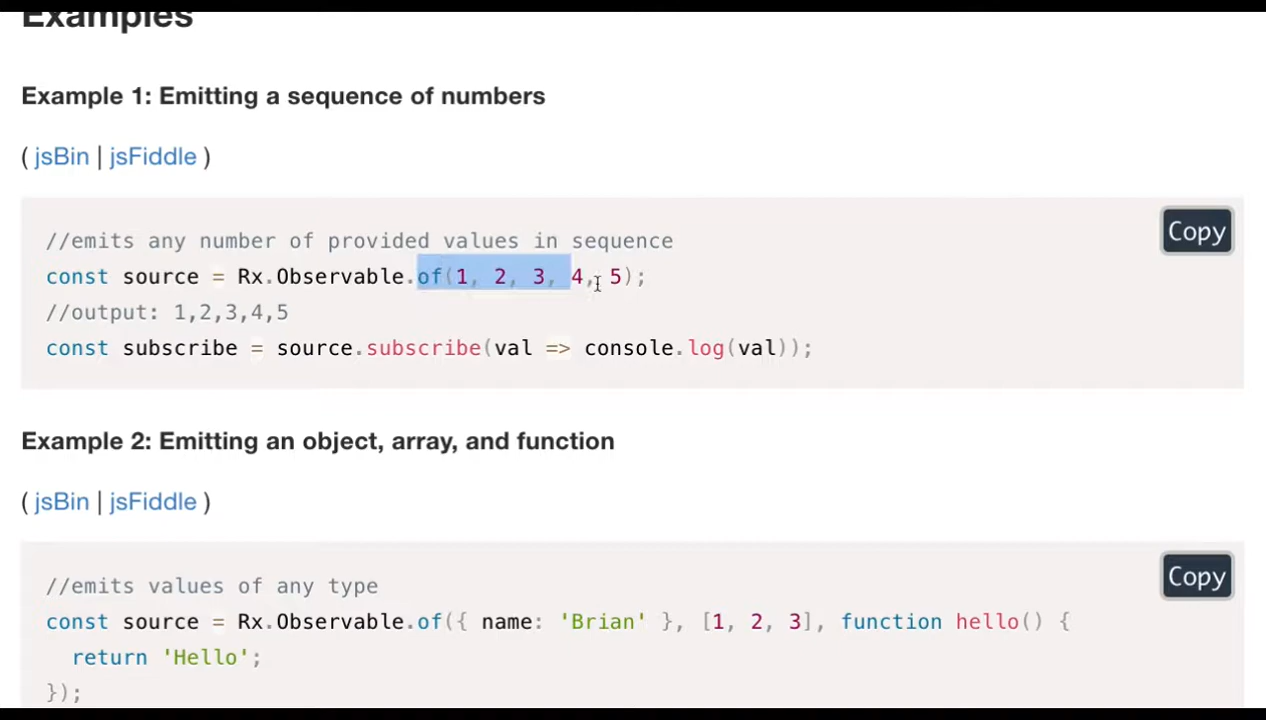 Examples
Example 1: Emitting a sequence of numbers
( jsBin | jsFiddle )
Copy
//emits any number of provided values in sequence
const source = Rx.Observable.of(1, 2, 3, 4, 5);
//output: 1,2,3,4,5
const subscribe = source.subscribe(val => console.log(val));
Example 2: Emitting an object, array, and function
( jsBin | jsFiddle )
Copy
//emits values of any type
const source = Rx.Observable.of({ name: 'Brian' }, [1, 2, 3], function hello() {
  return 'Hello';
});